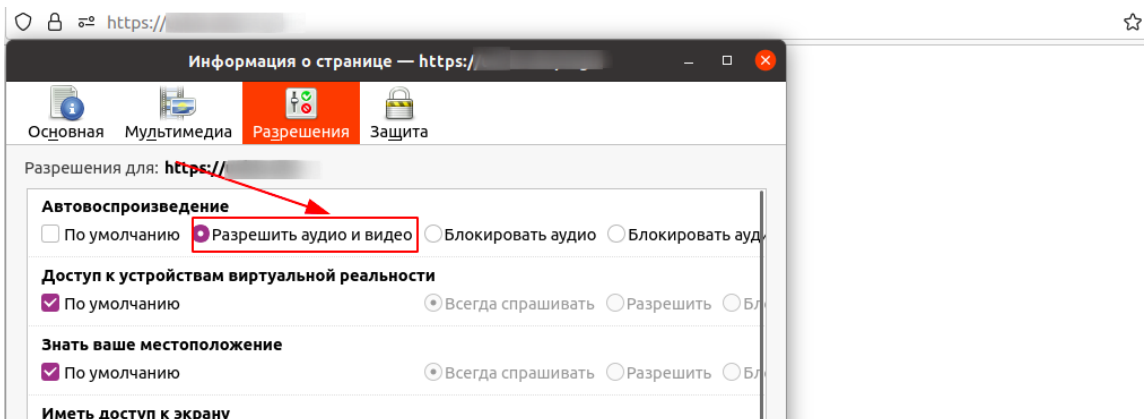 https://
Информация о странице — https:/
Основная Мультимедиа Разрешения Защита
Разрешения для: https://
Автовоспроизведение
По умолчанию Разрешить аудио и видео Блокировать аудио Блокировать ауд
Доступ к устройствам виртуальной реальности
По умолчанию Всегда спрашивать Разрешить Бл
Знать ваше местоположение
По умолчанию Всегда спрашивать Разрешить Бл
Иметь доступ к экрану